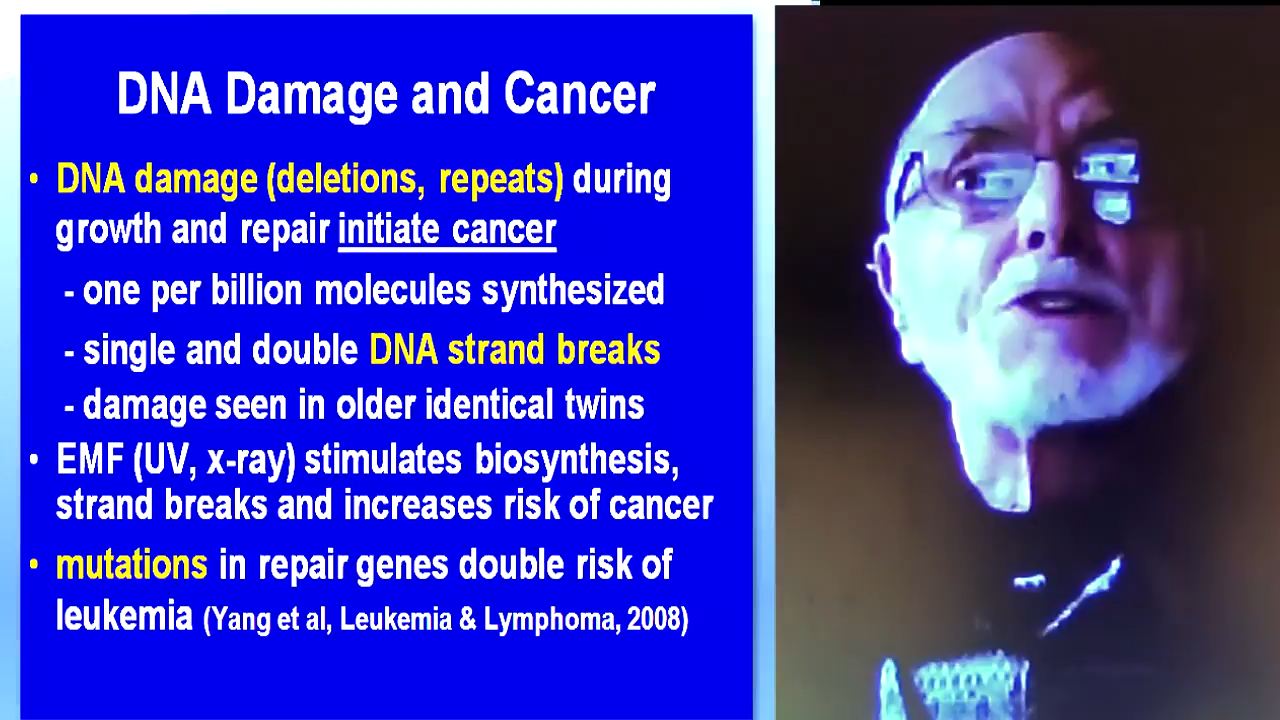 DNA Damage and Cancer
• DNA damage (deletions, repeats) during
growth and repair initiate cancer
- one per billion molecules synthesized
- single and double DNA strand breaks
- damage seen in older identical twins
• EMF (UV, x-ray) stimulates biosynthesis,
strand breaks and increases risk of cancer
• mutations in repair genes double risk of
leukemia (Yang et al, Leukemia & Lymphoma, 2008)